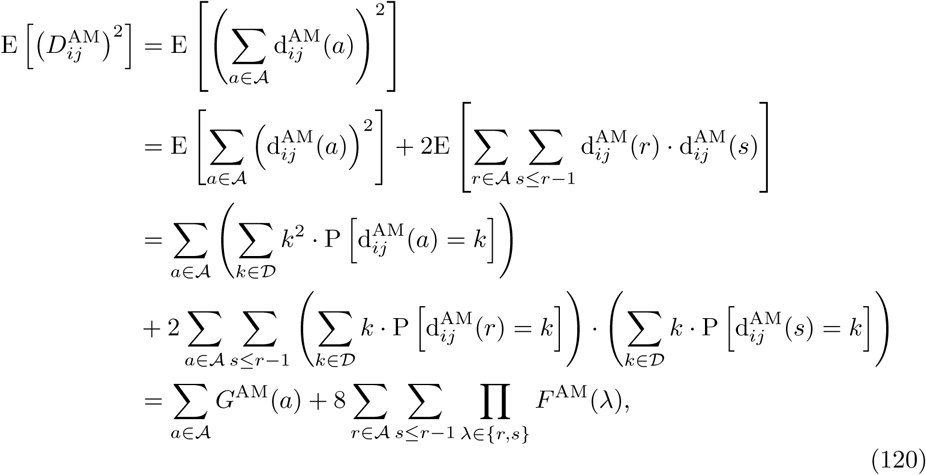 E[(D_{ij}^{AM})^2] = E[(∑_{a∈𝒜} d_{ij}^{AM}(a))^2]
= E[∑_{a∈𝒜} (d_{ij}^{AM}(a))^2] + 2E[∑_{r∈𝒜} ∑_{s≤r−1} d_{ij}^{AM}(r) · d_{ij}^{AM}(s)]
= ∑_{a∈𝒜} (∑_{k∈𝒟} k^2 · P[d_{ij}^{AM}(a) = k])
+ 2 ∑_{a∈𝒜} ∑_{s≤r−1} (∑_{k∈𝒟} k · P[d_{ij}^{AM}(r) = k]) · (∑_{k∈𝒟} k · P[d_{ij}^{AM}(s) = k])
= ∑_{a∈𝒜} G^{AM}(a) + 8 ∑_{r∈𝒜} ∑_{s≤r−1} ∏_{λ∈{r,s}} F^{AM}(λ),
(120)